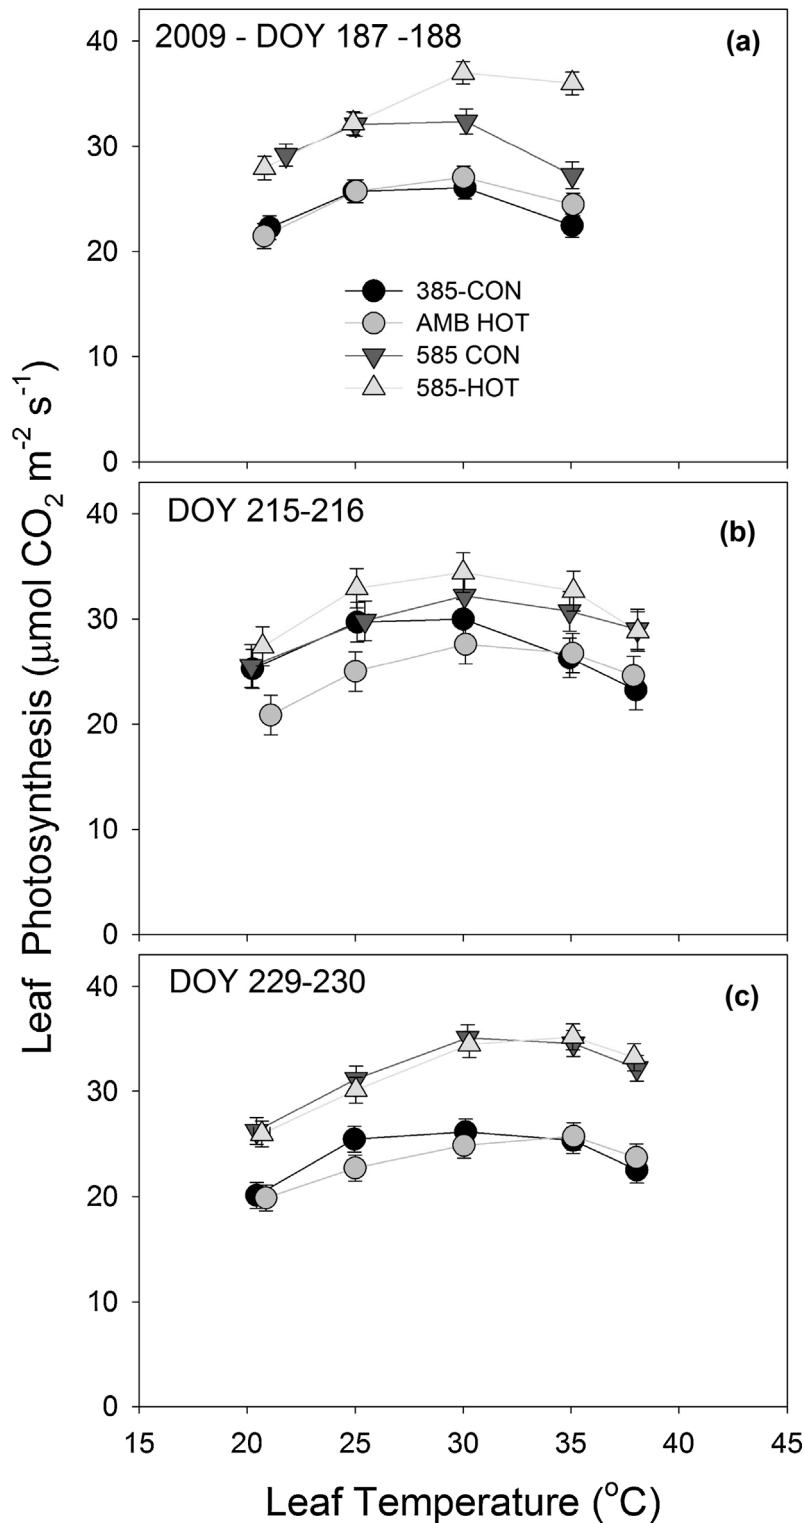 Leaf Photosynthesis (μmol CO₂ m⁻² s⁻¹)
2009 - DOY 187 -188
(a)
40
30
20
10
0
385-CON
AMB HOT
585 CON
585-HOT
DOY 215-216
(b)
40
30
20
10
0
DOY 229-230
(c)
40
30
20
10
0
15 20 25 30 35 40 45
Leaf Temperature (°C)